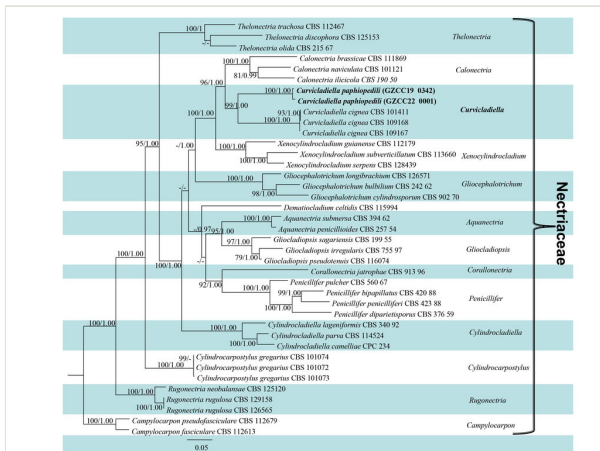 Thelonectria trachosa CBS 112467
100/1
Thelonectria discophora CBS 125153
Thelonectria
-/-
Thelonectria olida CBS 215 67
Calonectria brassicae CBS 111869
100/1.00
Calonectria naviculata CBS 101121
Calonectria
96/1.00
81/0.99
Calonectria ilicicola CBS 190 50
100/1.00
Curvicladiella paphiopedili (GZCC19 0342)
99/1.00
Curvicladiella paphiopedili (GZCC22 0001)
Curvicladiella
100/1.00
93/1.00
Curvicladiella cignea CBS 101411
Curvicladiella cignea CBS 109168
Curvicladiella cignea CBS 109167
95/1.00
-/1.00
Xenocylindrocladium guianense CBS 112179
100/1.00
Xenocylindrocladium subverticillatum CBS 113660
Xenocylindrocladium
100/1.00
Xenocylindrocladium serpens CBS 128439
Gliocephalotrichum longibrachium CBS 126571
100/1.00
Gliocephalotrichum bulbilium CBS 242 62
Gliocephalotrichum
-/-
98/1.00
Gliocephalotrichum cylindrosporum CBS 902 70
Dematiocladium celtidis CBS 115994
Aquanectria submersa CBS 394 62
100/1.00
Aquanectria
-/0.97
95/1.00
Aquanectria penicillioides CBS 257 54
97/1.00
Gliocladiopsis sagariensis CBS 199 55
Gliocladiopsis irregularis CBS 755 97
Gliocladiopsis
79/1.00
-/-
Gliocladiopsis pseudotenuis CBS 116074
100/1.00
Corallonectria jatrophae CBS 913 96
Corallonectria
92/1.00
Penicillifer pulcher CBS 560 67
100/1.00
99/1.00
Penicillifer bipapillatus CBS 420 88
Penicillifer
Penicillifer penicilliferi CBS 423 88
100/1.00
Penicillifer diparietisporus CBS 376 59
100/1.00
Cylindrocladiella lageniformis CBS 340 92
100/1.00
Cylindrocladiella parva CBS 114524
Cylindrocladiella
Cylindrocladiella camelliae CPC 234
99/-
Cylindrocarpostylus gregarius CBS 101074
100/1.00
Cylindrocarpostylus gregarius CBS 101072
Cylindrocarpostylus
Cylindrocarpostylus gregarius CBS 101073
Rugonectria neobalansae CBS 125120
100/1.00
Rugonectria rugulosa CBS 129158
Rugonectria
100/1.00
Rugonectria rugulosa CBS 126565
100/1.00
Campylocarpon pseudofasciculare CBS 112679
Campylocarpon
Campylocarpon fasciculare CBS 112613
0.05
Nectriaceae